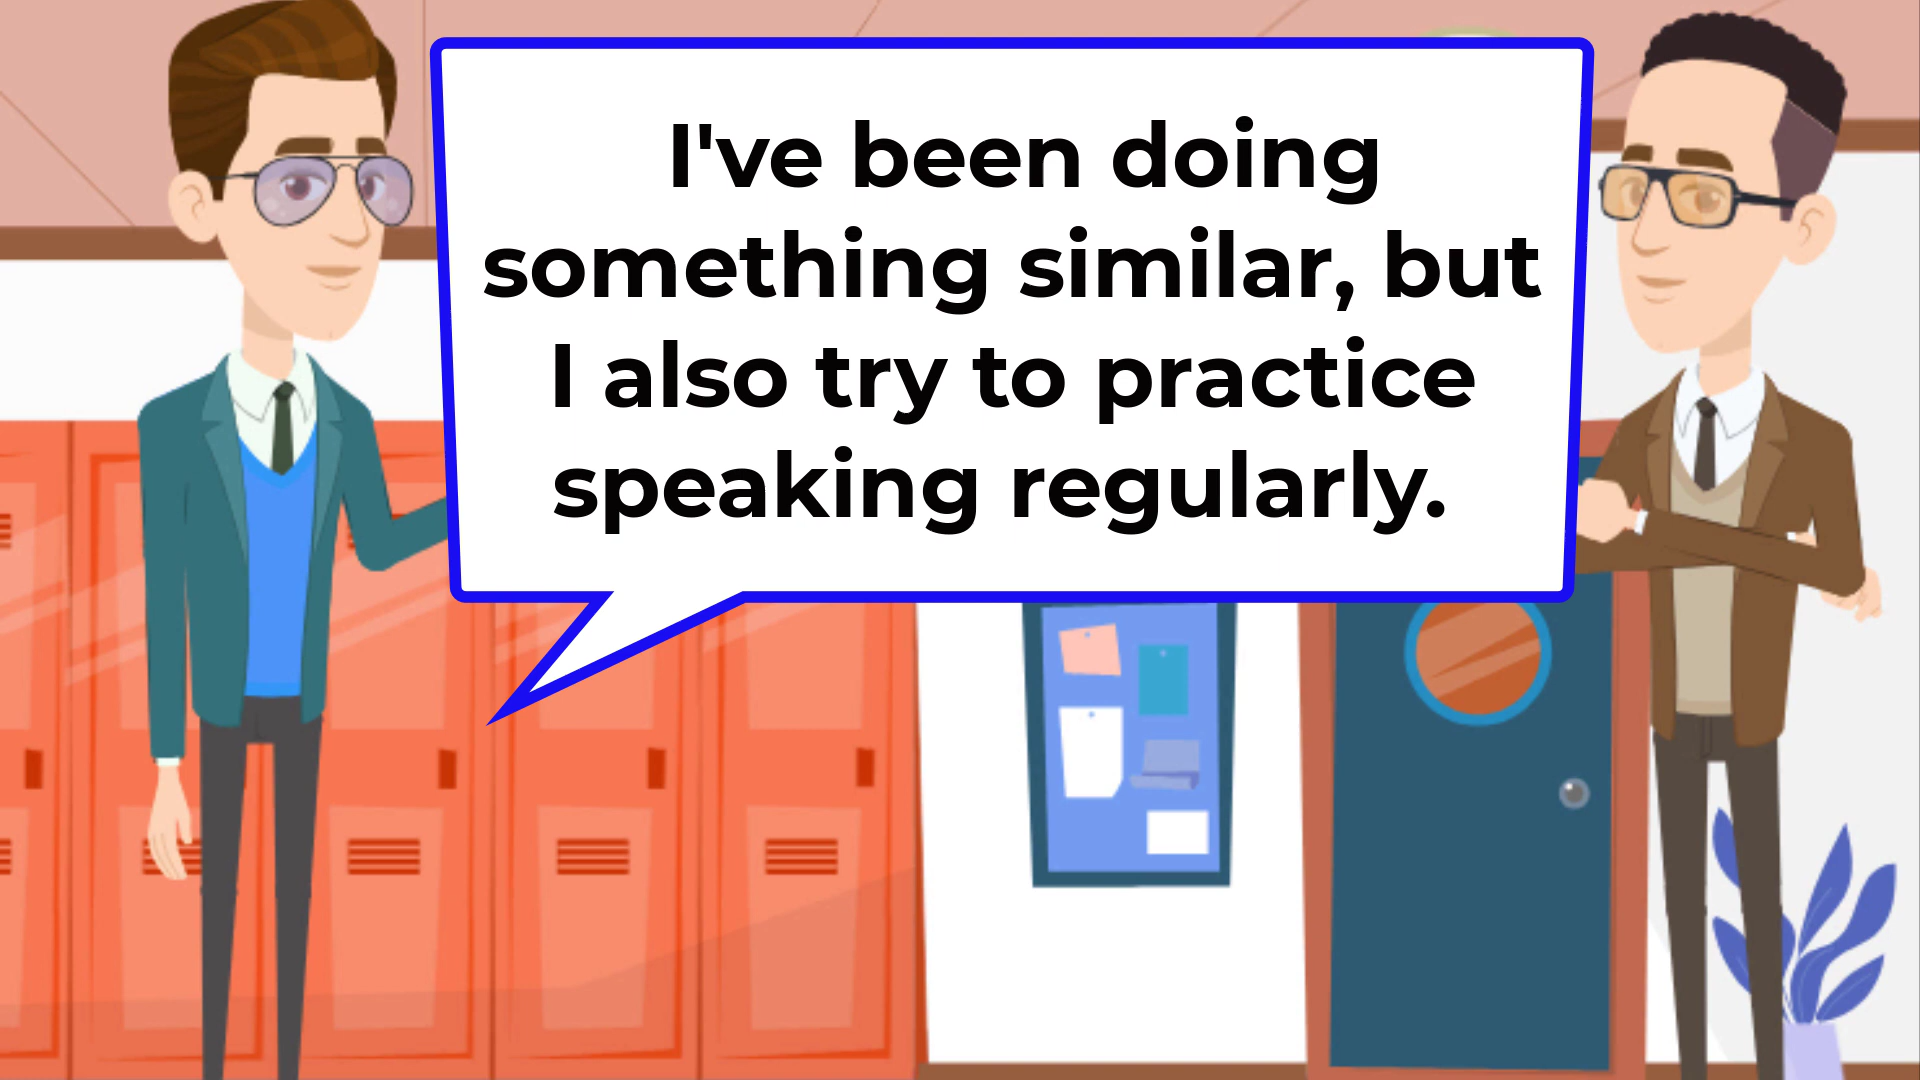 I've been doing
something similar, but
I also try to practice
speaking regularly.